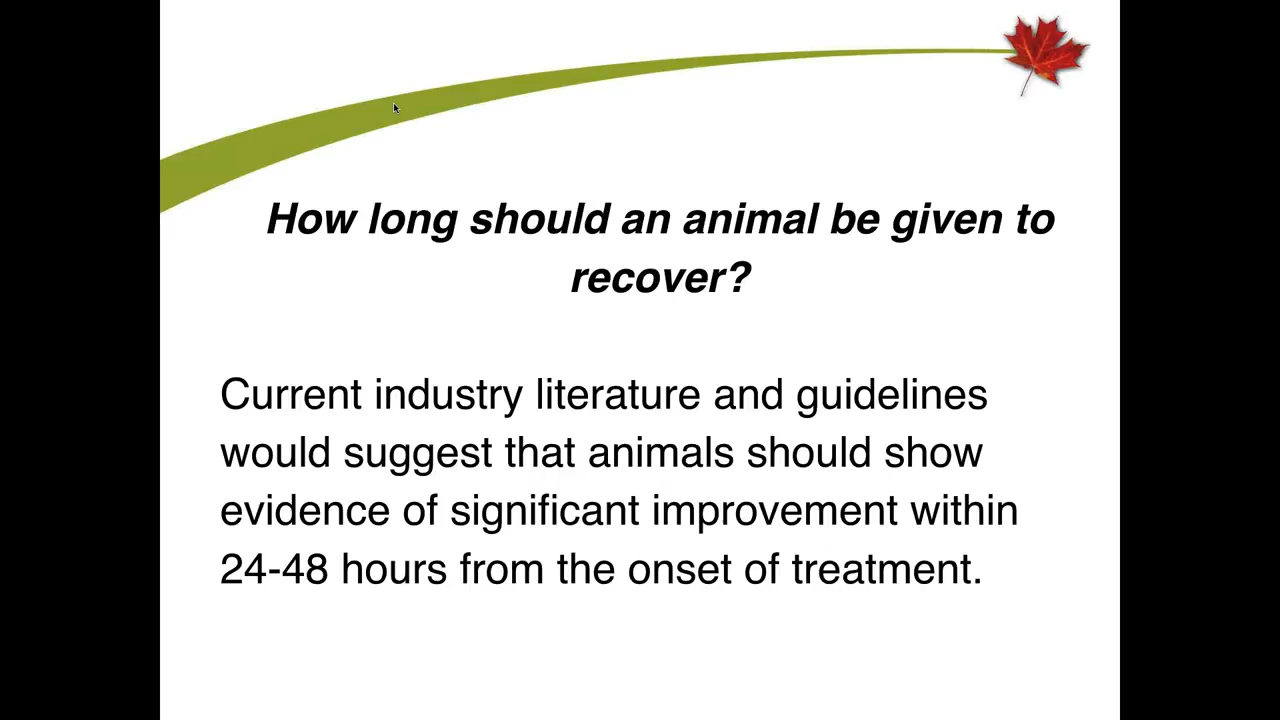 How long should an animal be given to
recover?
Current industry literature and guidelines
would suggest that animals should show
evidence of significant improvement within
24-48 hours from the onset of treatment.